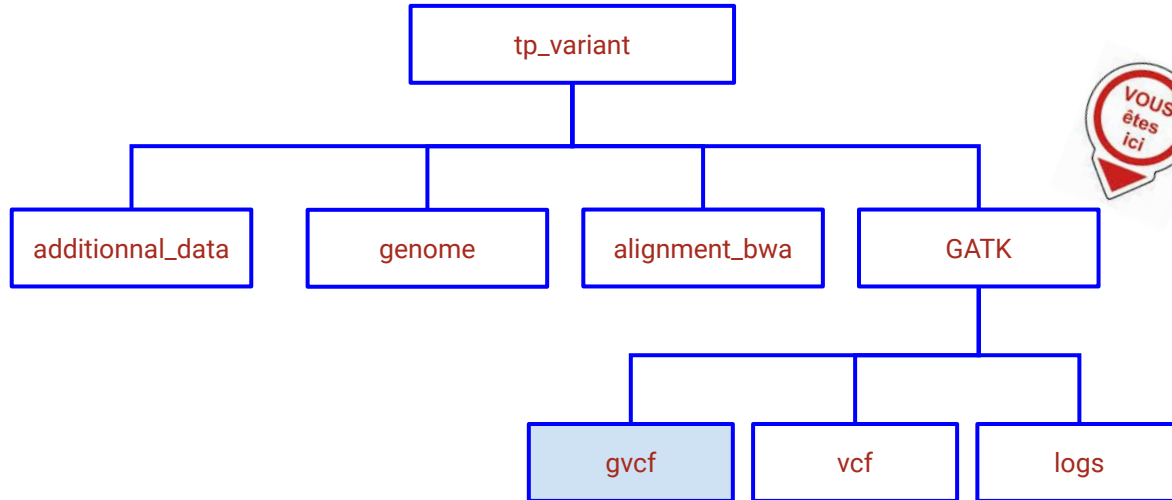 tp_variant
VOUS
êtes
ici
additionnal_data
genome
alignment_bwa
GATK
gvcf
vcf
logs